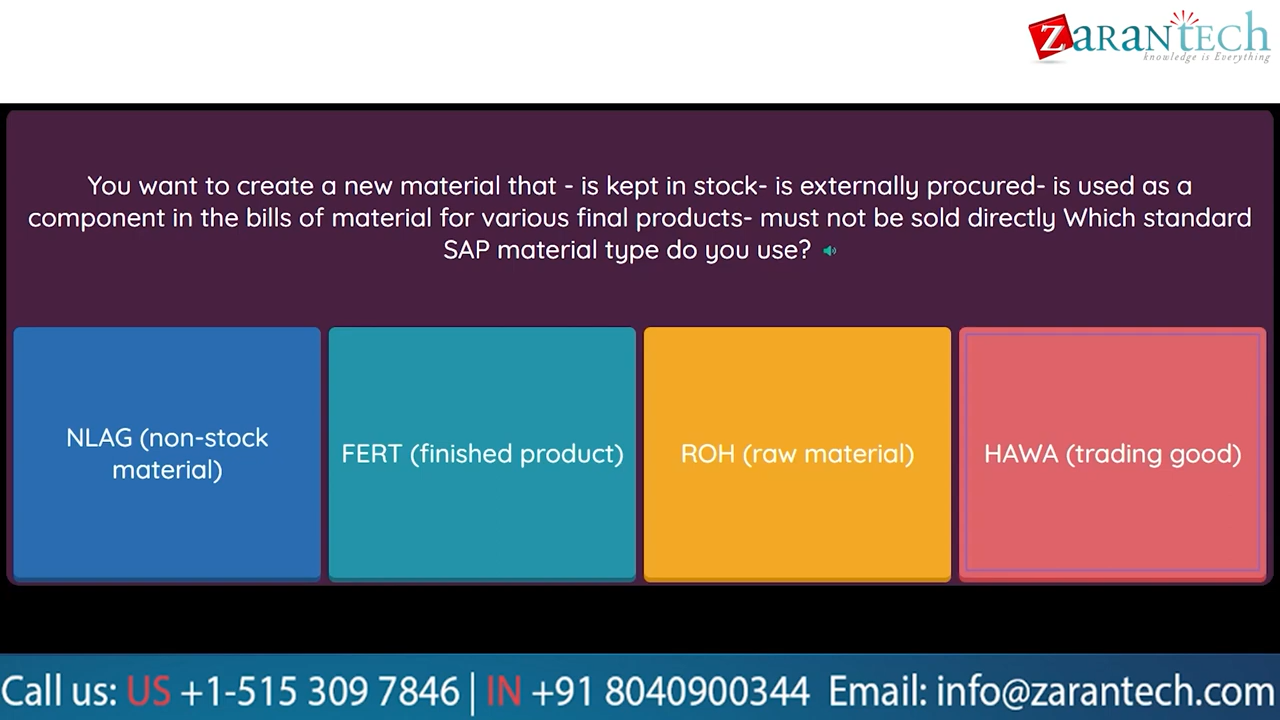 ZARANTECH
knowledge is Everything
You want to create a new material that - is kept in stock- is externally procured- is used as a
component in the bills of material for various final products- must not be sold directly Which standard
SAP material type do you use?
NLAG (non-stock
material)
FERT (finished product)
ROH (raw material)
HAWA (trading good)
Call us: US +1-515 309 7846 | IN +91 8040900344 Email: info@zarantech.com